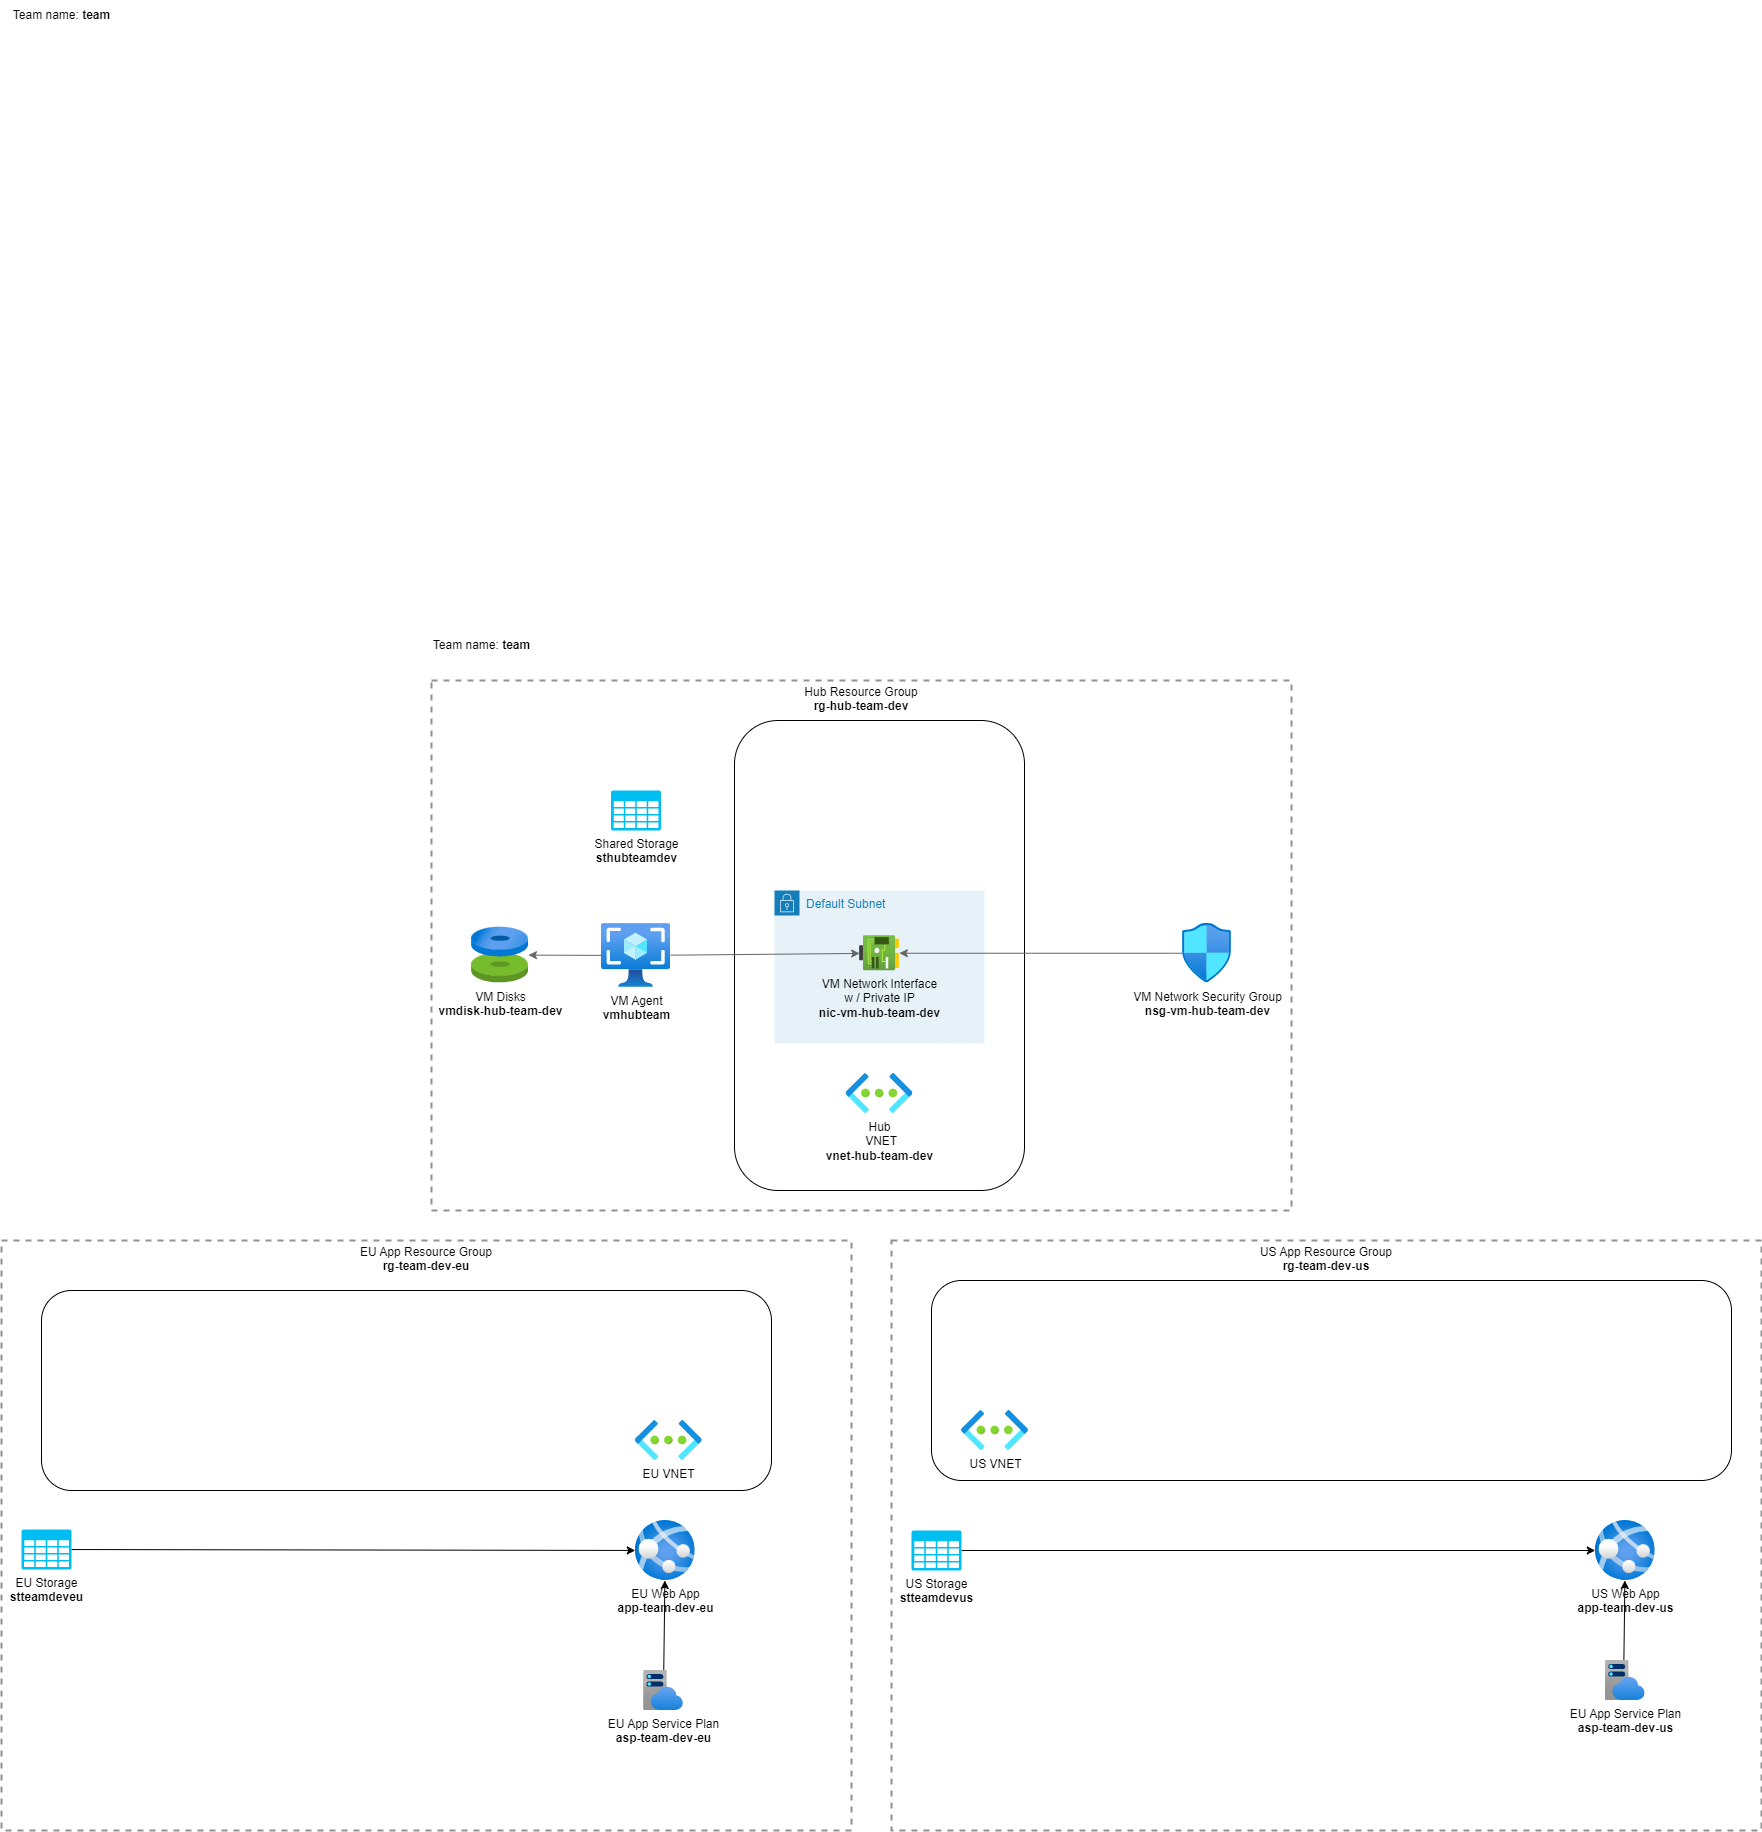 Team name: team
Team name: team
Hub Resource Group
rg-hub-team-dev
Shared Storage
sthubteamdev
Default Subnet
VM Disks
vmdisk-hub-team-dev
VM Agent
vmhubteam
VM Network Interface
w / Private IP
nic-vm-hub-team-dev
VM Network Security Group
nsg-vm-hub-team-dev
Hub
VNET
vnet-hub-team-dev
EU App Resource Group
rg-team-dev-eu
EU VNET
EU Storage
stteamdeveu
EU Web App
app-team-dev-eu
EU App Service Plan
asp-team-dev-eu
US App Resource Group
rg-team-dev-us
US VNET
US Storage
stteamdevus
US Web App
app-team-dev-us
EU App Service Plan
asp-team-dev-us